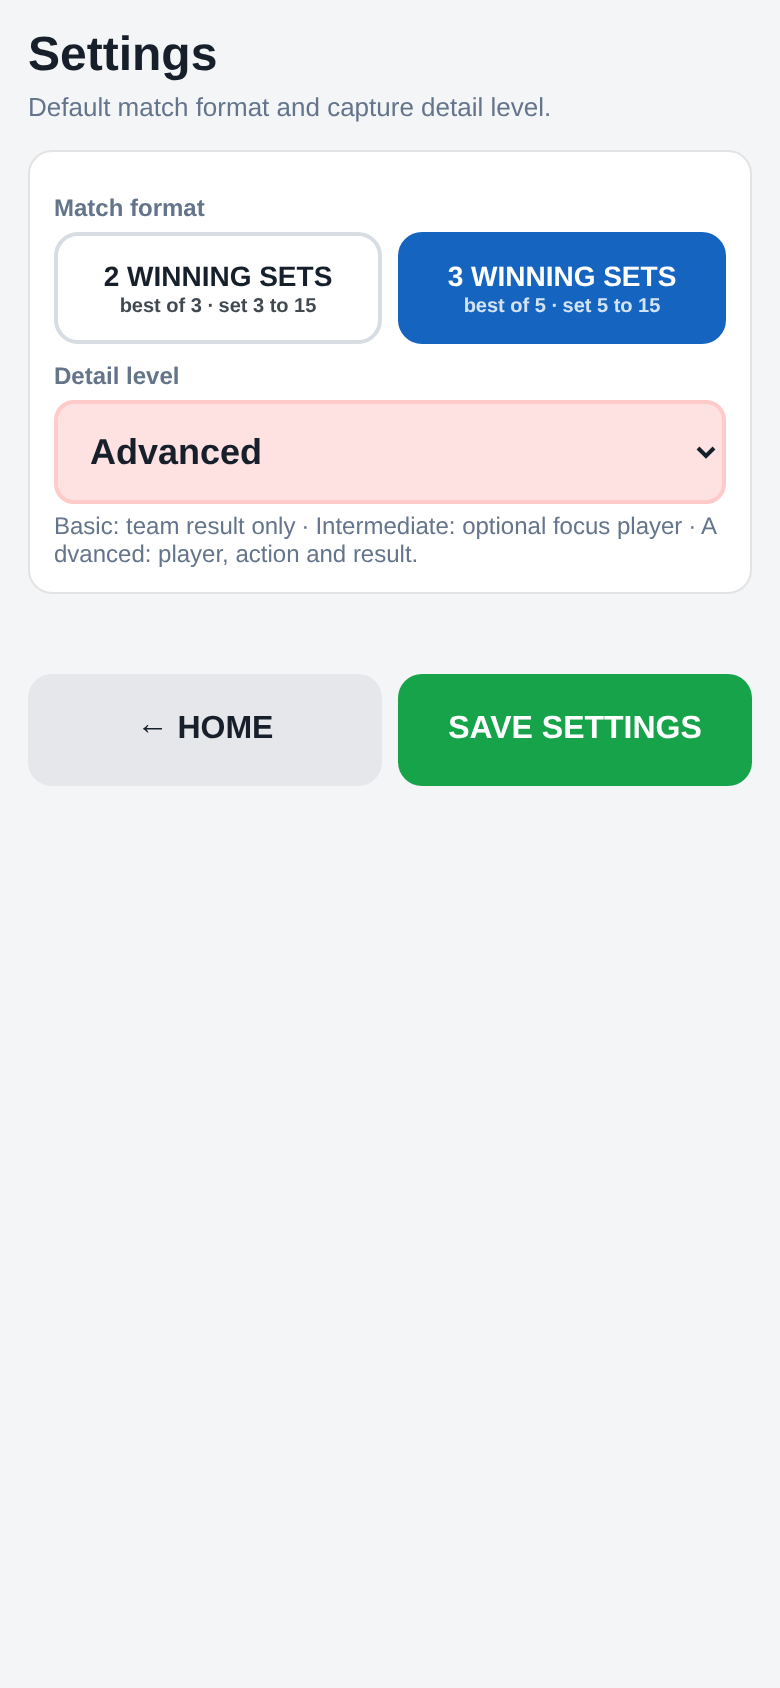 Settings
Default match format and capture detail level.
Match format
2 WINNING SETS
best of 3 · set 3 to 15
3 WINNING SETS
best of 5 · set 5 to 15
Detail level
Advanced
Basic: team result only · Intermediate: optional focus player · A
dvanced: player, action and result.
← HOME
SAVE SETTINGS